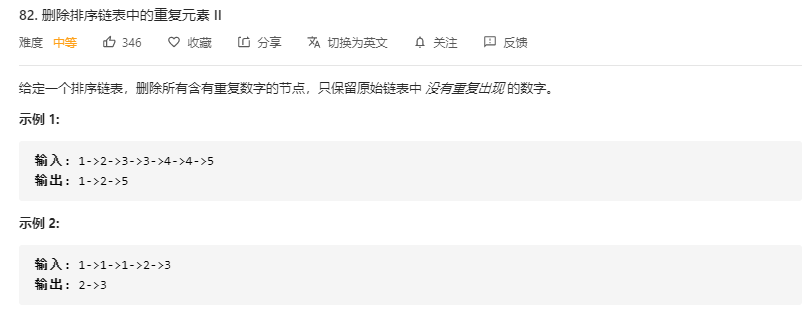 82. 删除排序链表中的重复元素 II
难度 中等 346 收藏 分享 切换为英文 关注 反馈
给定一个排序链表，删除所有含有重复数字的节点，只保留原始链表中 没有重复出现 的数字。
示例 1:
输入: 1->2->3->3->4->4->5
输出: 1->2->5
示例 2:
输入: 1->1->1->2->3
输出: 2->3